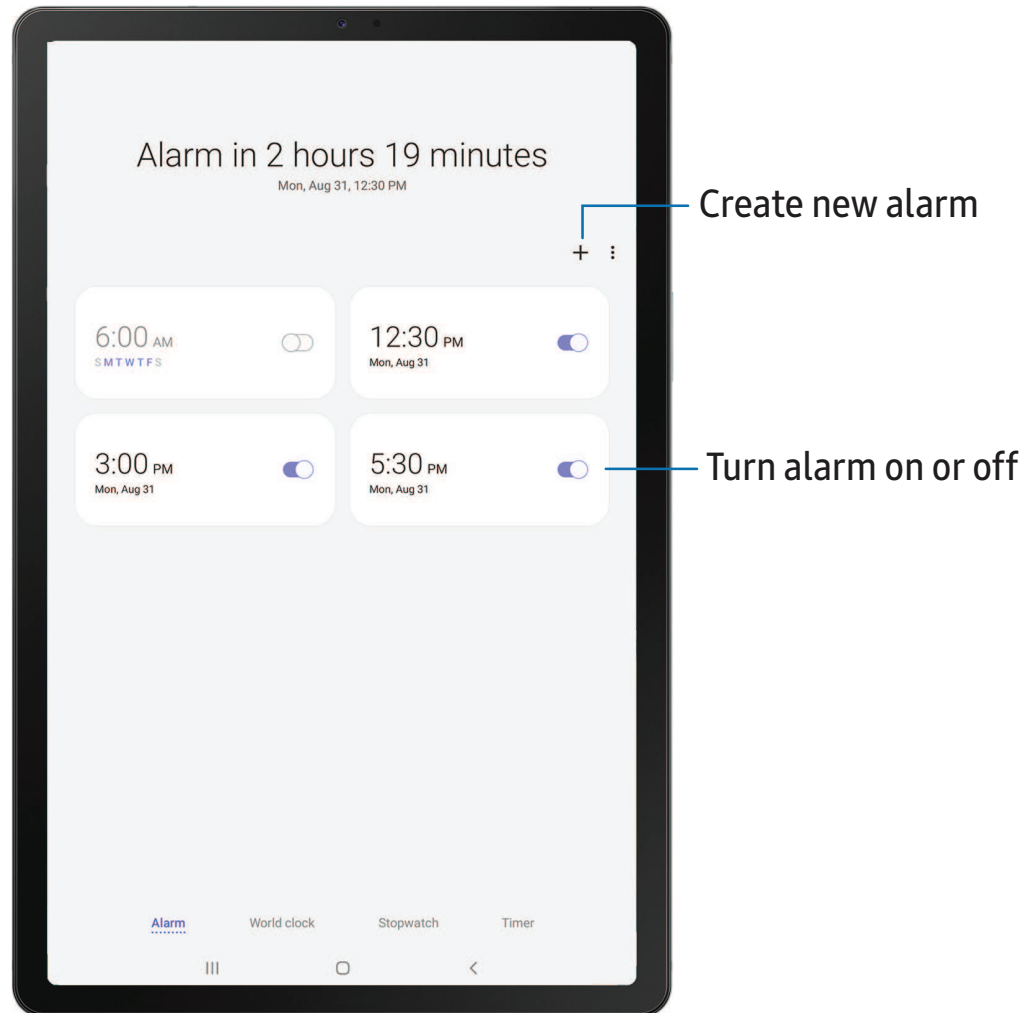 Alarm in 2 hours 19 minutes
Mon, Aug 31, 12:30 PM
Create new alarm
6:00 AM
SMTWTFS
12:30 PM
Mon, Aug 31
3:00 PM
Mon, Aug 31
5:30 PM
Mon, Aug 31
Turn alarm on or off
Alarm
World clock
Stopwatch
Timer